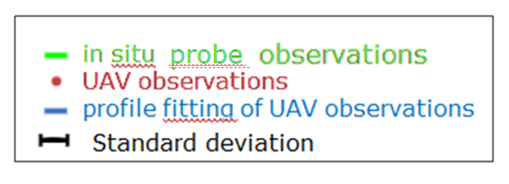 in situ probe observations
UAV observations
profile fitting of UAV observations
Standard deviation